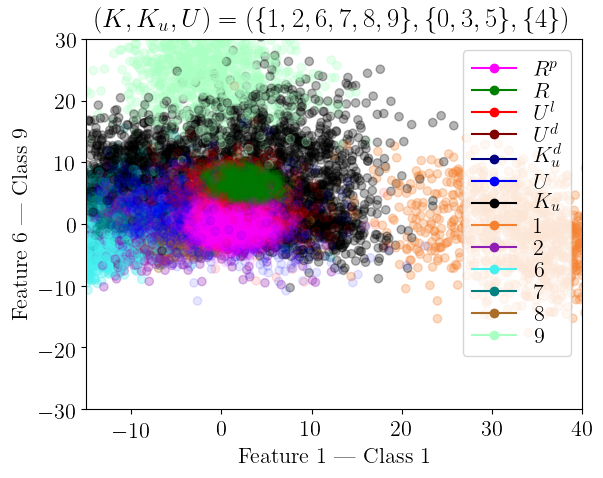 (K, K_u, U) = ({1, 2, 6, 7, 8, 9}, {0, 3, 5}, {4})
Feature 6 — Class 9
30
20
10
0
−10
−20
−30
−10
0
10
20
30
40
Feature 1 — Class 1
R^p
R
U^l
U^d
K_u^d
U
K_u
1
2
6
7
8
9